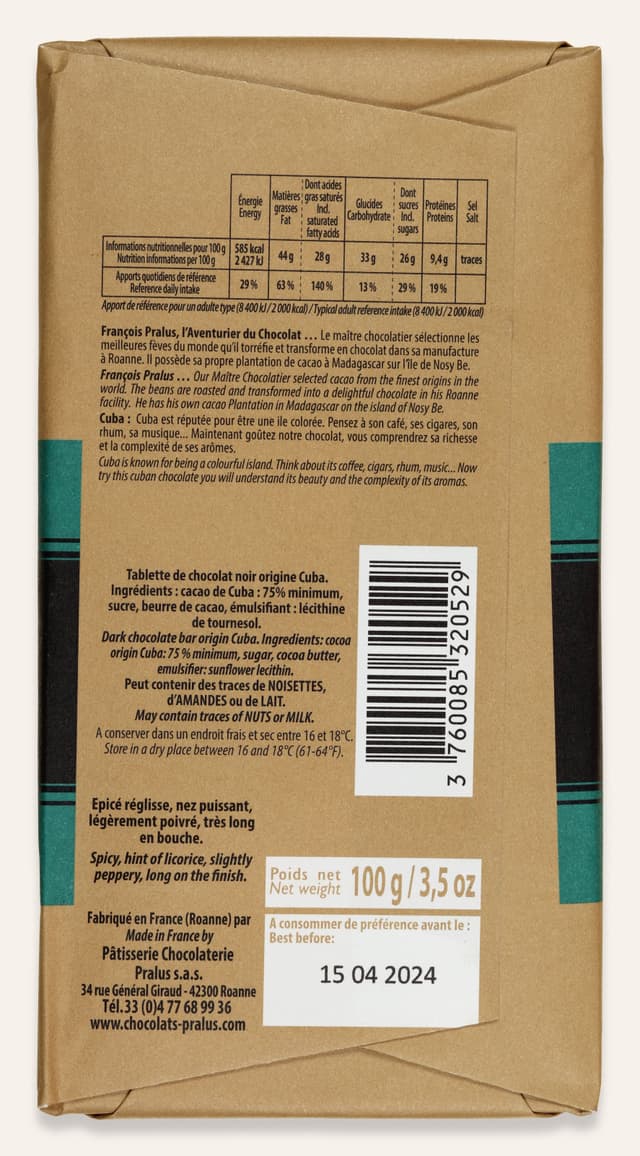 Énergie Energy | Matières grasses Fat | Dont acides gras saturés Incl. saturated fatty acids | Glucides Carbohydrate | Dont sucres Incl. sugars | Protéines Proteins | Sel Salt
Informations nutritionnelles pour 100 g Nutrition informations per 100 g | 585 kcal 2 427 kJ | 44 g | 28 g | 33 g | 26 g | 9,4 g | traces
Apports quotidiens de référence Reference daily intake | 29 % | 63 % | 140 % | 13 % | 29 % | 19 %
Apport de référence pour un adulte type (8 400 kJ / 2 000 kcal) / Typical adult reference intake (8 400 kJ / 2 000 kcal)
François Pralus, l'Aventurier du Chocolat ... Le maître chocolatier sélectionne les
meilleures fèves du monde qu'il torréfie et transforme en chocolat dans sa manufacture
à Roanne. Il possède sa propre plantation de cacao à Madagascar sur l'île de Nosy Be.
François Pralus ... Our Maître Chocolatier selected cacao from the finest origins in the
world. The beans are roasted and transformed into a delightful chocolate in his Roanne
facility. He has his own cacao Plantation in Madagascar on the island of Nosy Be.
Cuba : Cuba est réputée pour être une ile colorée. Pensez à son café, ses cigares, son
rhum, sa musique... Maintenant goûtez notre chocolat, vous comprendrez sa richesse
et la complexité de ses arômes.
Cuba is known for being a colourful island. Think about its coffee, cigars, rhum, music... Now
try this cuban chocolate you will understand its beauty and the complexity of its aromas.
Tablette de chocolat noir origine Cuba.
Ingrédients : cacao de Cuba : 75% minimum,
sucre, beurre de cacao, émulsifiant : lécithine
de tournesol.
Dark chocolate bar origin Cuba. Ingredients: cocoa
origin Cuba: 75 % minimum, sugar, cocoa butter,
emulsifier: sunflower lecithin.
Peut contenir des traces de NOISETTES,
d'AMANDES ou de LAIT.
May contain traces of NUTS or MILK.
A conserver dans un endroit frais et sec entre 16 et 18°C.
Store in a dry place between 16 and 18°C (61-64°F).
3 760085 320529
Epicé réglisse, nez puissant,
légèrement poivré, très long
en bouche.
Spicy, hint of licorice, slightly
peppery, long on the finish.
Poids net
Net weight 100 g / 3,5 oz
Fabriqué en France (Roanne) par
Made in France by
Pâtisserie Chocolaterie
Pralus s.a.s.
34 rue Général Giraud - 42300 Roanne
Tél.33 (0)4 77 68 99 36
www.chocolats-pralus.com
A consommer de préférence avant le :
Best before:
15 04 2024